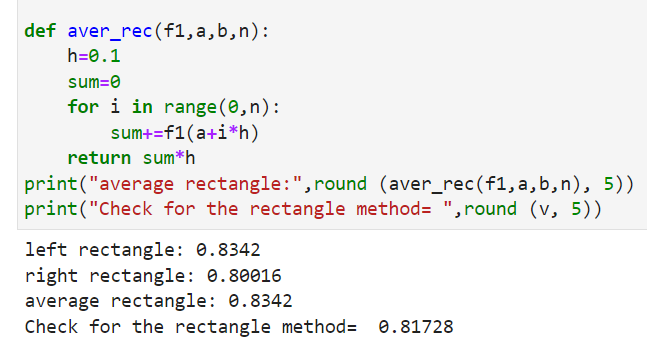 def aver_rec(f1,a,b,n):
    h=0.1
    sum=0
    for i in range(0,n):
        sum+=f1(a+i*h)
    return sum*h
print("average rectangle:",round (aver_rec(f1,a,b,n), 5))
print("Check for the rectangle method= ",round (v, 5))
left rectangle: 0.8342
right rectangle: 0.80016
average rectangle: 0.8342
Check for the rectangle method=  0.81728